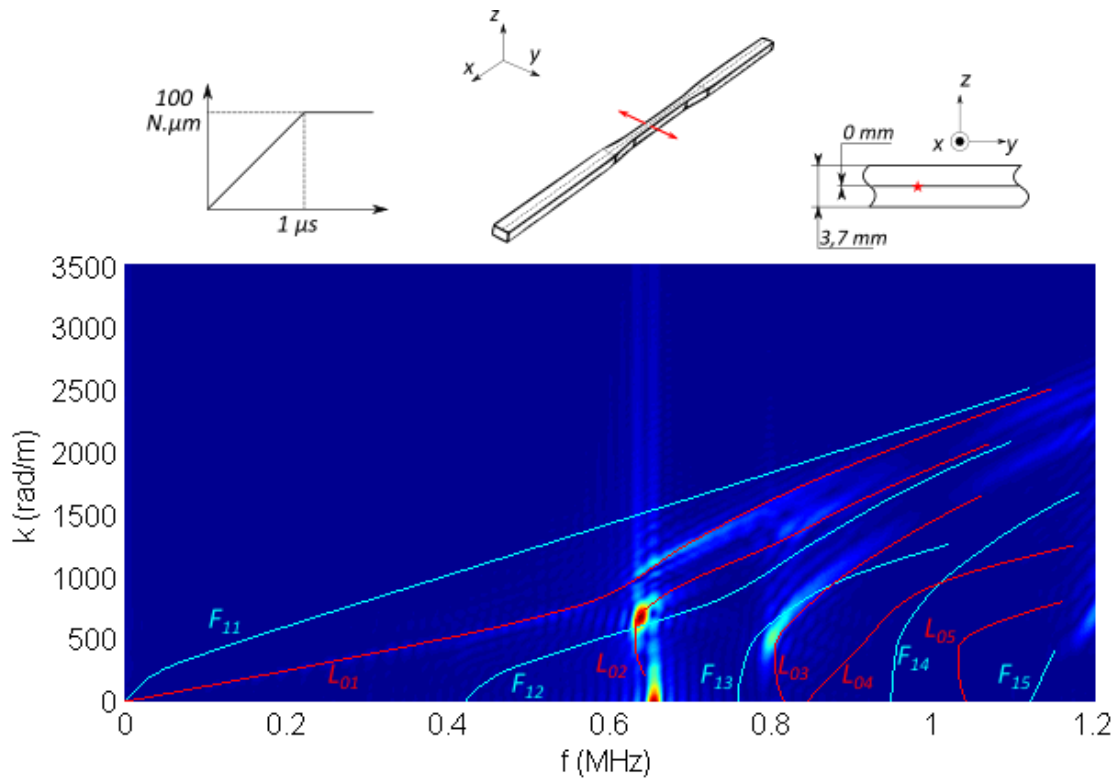 z
y
x
100
N.µm
1 µs
z
0 mm
x
y
3,7 mm
3500
3000
2500
2000
1500
1000
500
0
k (rad/m)
F11
L01
F12
L02
F13
L03
L04
F14
L05
F15
0 0.2 0.4 0.6 0.8 1 1.2
f (MHz)